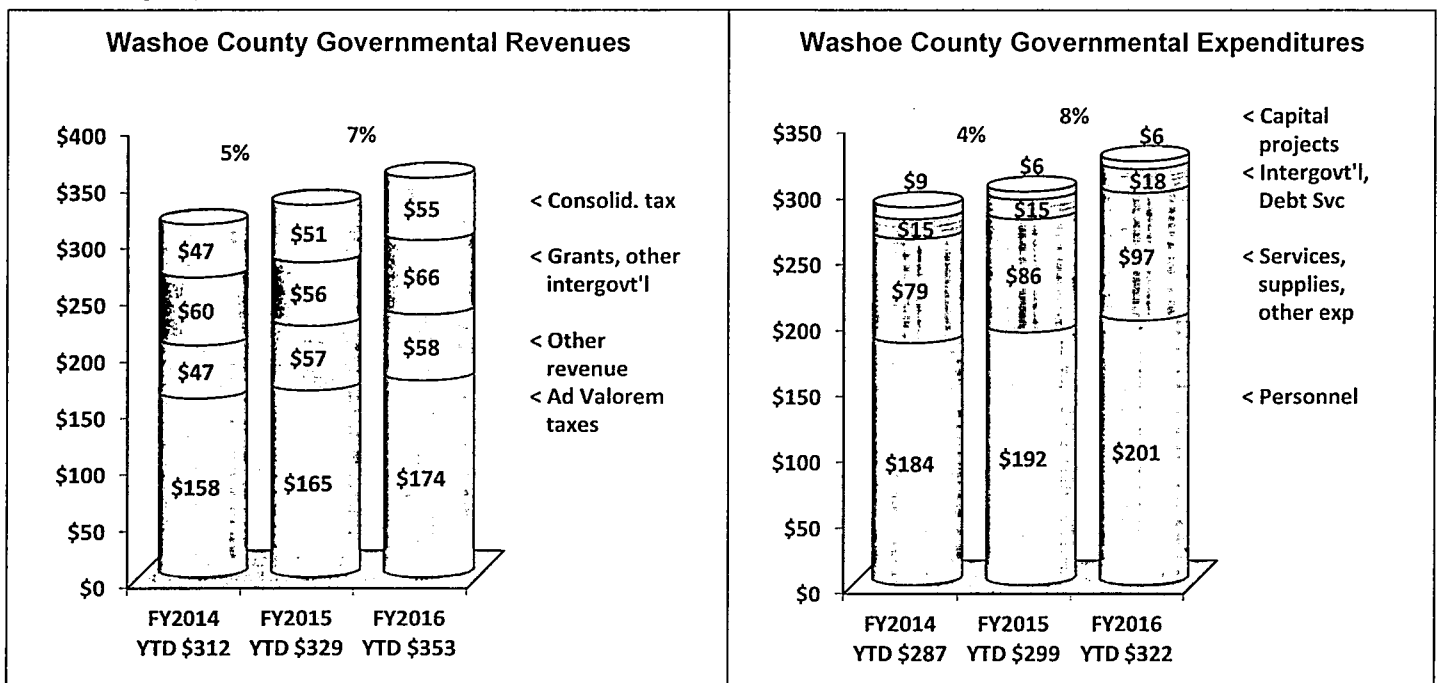 Washoe County Governmental Revenues
$400
$350
$300
$250
$200
$150
$100
$50
$0
5%
7%
$47
$60
$47
$158
$51
$56
$57
$165
$55
$66
$58
$174
< Consolid. tax
< Grants, other
intergovt'l
< Other
revenue
< Ad Valorem
taxes
FY2014 FY2015 FY2016
YTD $312 YTD $329 YTD $353
Washoe County Governmental Expenditures
$350
$300
$250
$200
$150
$100
$50
$0
4%
8%
$9
$15
$79
$184
$6
$15
$86
$192
$6
$18
$97
$201
< Capital
projects
< Intergovt'l,
Debt Svc
< Services,
supplies,
other exp
< Personnel
FY2014 FY2015 FY2016
YTD $287 YTD $299 YTD $322